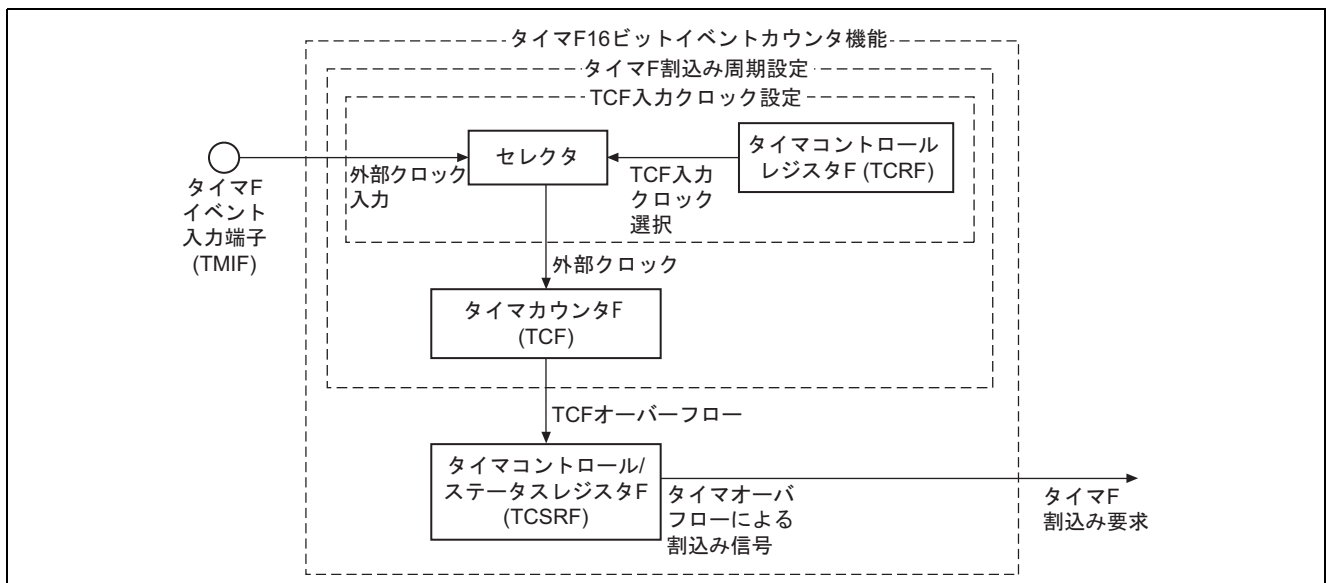 タイマF16ビットイベントカウンタ機能
タイマF割込み周期設定
TCF入力クロック設定
セレクタ
タイマコントロール
レジスタF (TCRF)
外部クロック
入力
TCF入力
クロック
選択
タイマF
イベント
入力端子
(TMIF)
外部クロック
タイマカウンタF
(TCF)
TCFオーバーフロー
タイマコントロール/
ステータスレジスタF
(TCSRF)
タイマオーバ
フローによる
割込み信号
タイマF
割込み要求